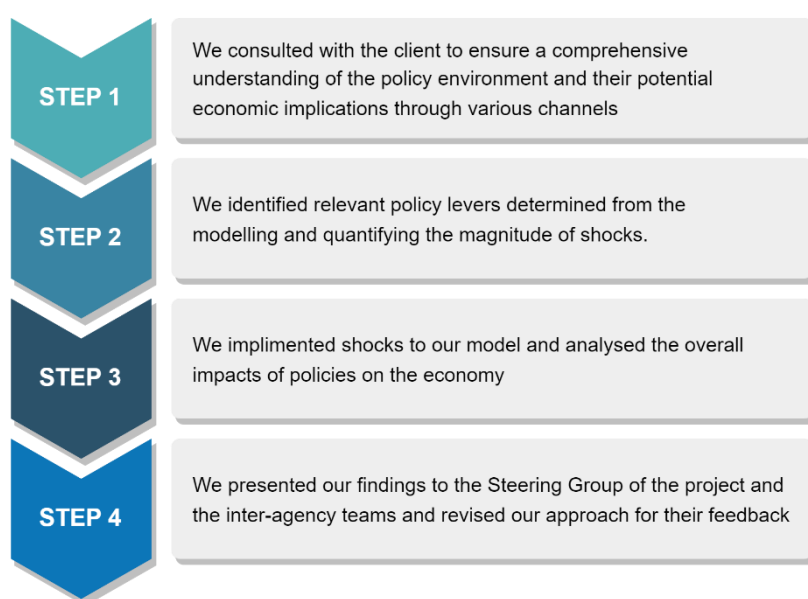 STEP 1
We consulted with the client to ensure a comprehensive
understanding of the policy environment and their potential
economic implications through various channels
STEP 2
We identified relevant policy levers determined from the
modelling and quantifying the magnitude of shocks.
STEP 3
We implimented shocks to our model and analysed the overall
impacts of policies on the economy
STEP 4
We presented our findings to the Steering Group of the project and
the inter-agency teams and revised our approach for their feedback